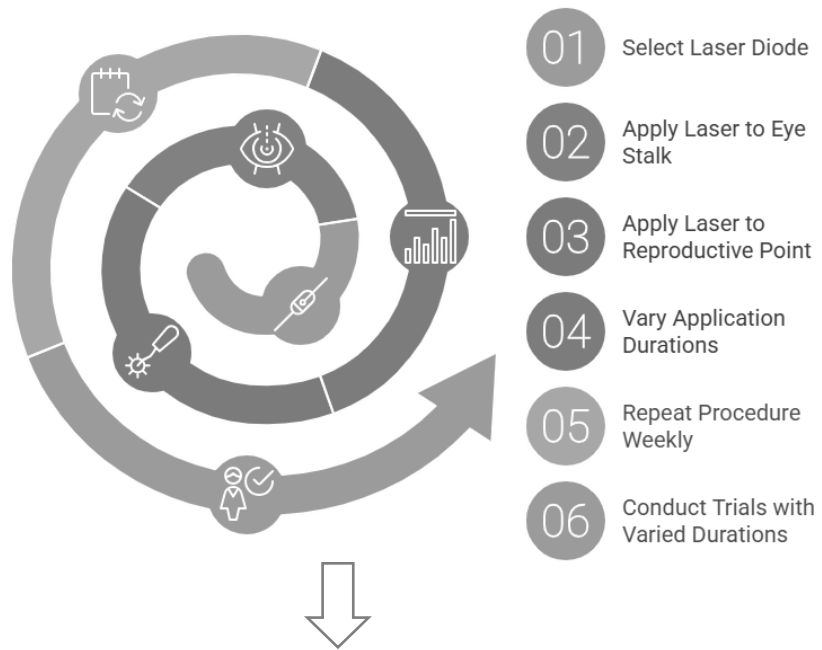 01
Select Laser Diode
02
Apply Laser to Eye
Stalk
03
Apply Laser to
Reproductive Point
04
Vary Application
Durations
05
Repeat Procedure
Weekly
06
Conduct Trials with
Varied Durations